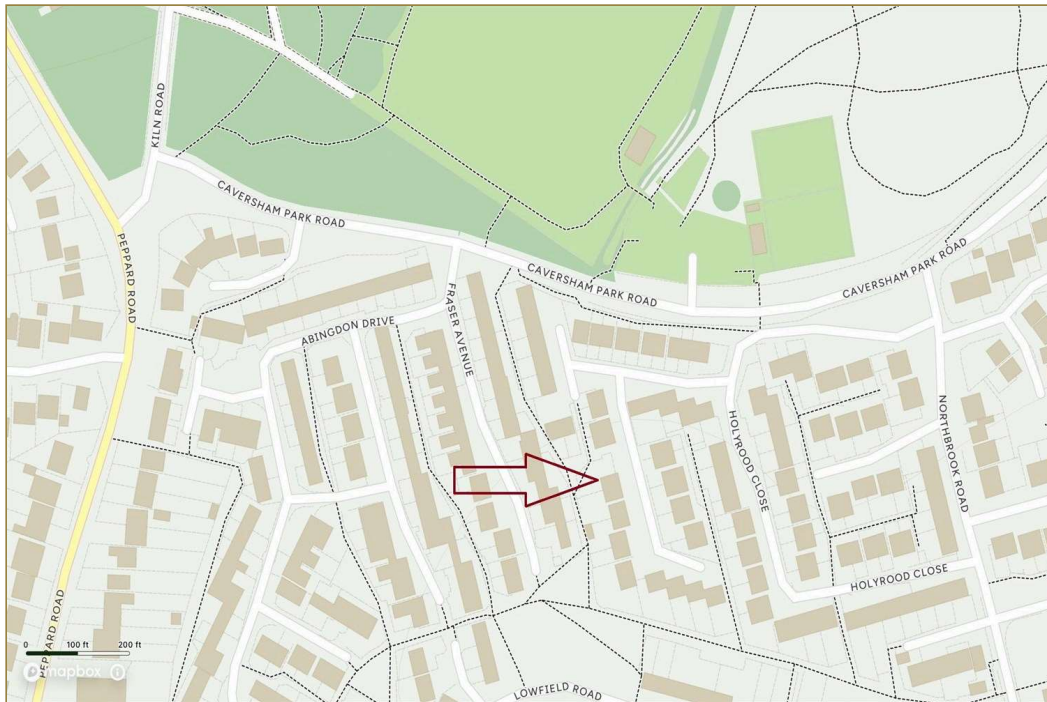 KILN ROAD
CAVERSHAM PARK ROAD
PEPPARD ROAD
CAVERSHAM PARK ROAD
CAVERSHAM PARK ROAD
FRASER AVENUE
ABINGDON DRIVE
HOLYROOD CLOSE
NORTHBROOK ROAD
HOLYROOD CLOSE
PEPPARD ROAD
0 100 ft 200 ft
mapbox
LOWFIELD ROAD